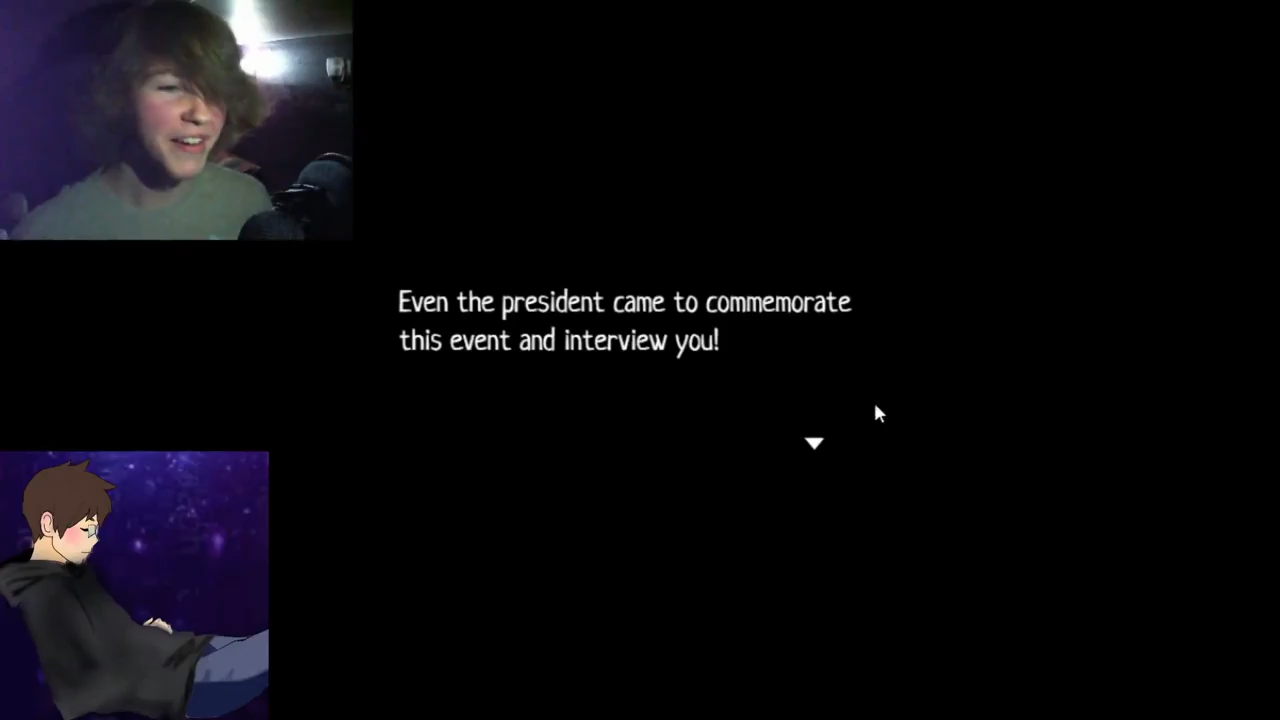 Even the president came to commemorate
this event and interview you!